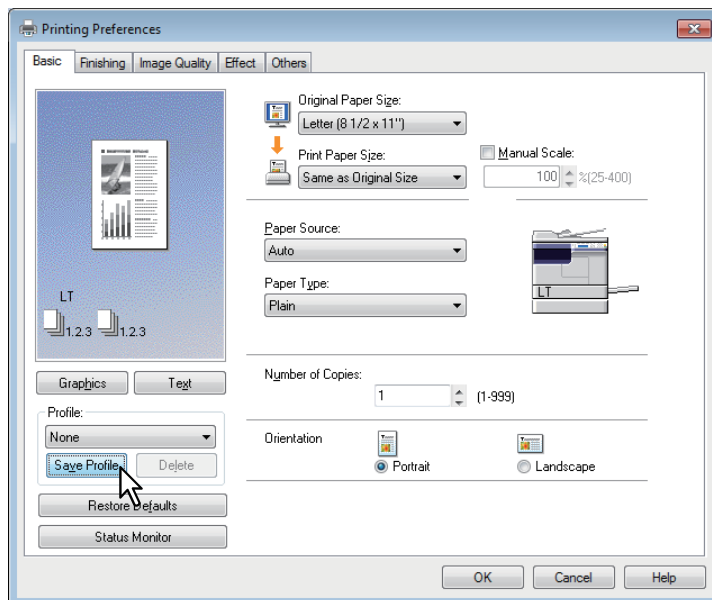 Printing Preferences
Basic
Finishing
Image Quality
Effect
Others
LT
1.2.3
1.2.3
Graphics
Text
Profile:
None
Save Profile
Delete
Restore Defaults
Status Monitor
Original Paper Size:
Letter (8 1/2 x 11")
Print Paper Size:
Same as Original Size
Manual Scale:
100 %(25-400)
Paper Source:
Auto
Paper Type:
Plain
LT
Number of Copies:
1 (1-999)
Orientation
Portrait
Landscape
OK
Cancel
Help